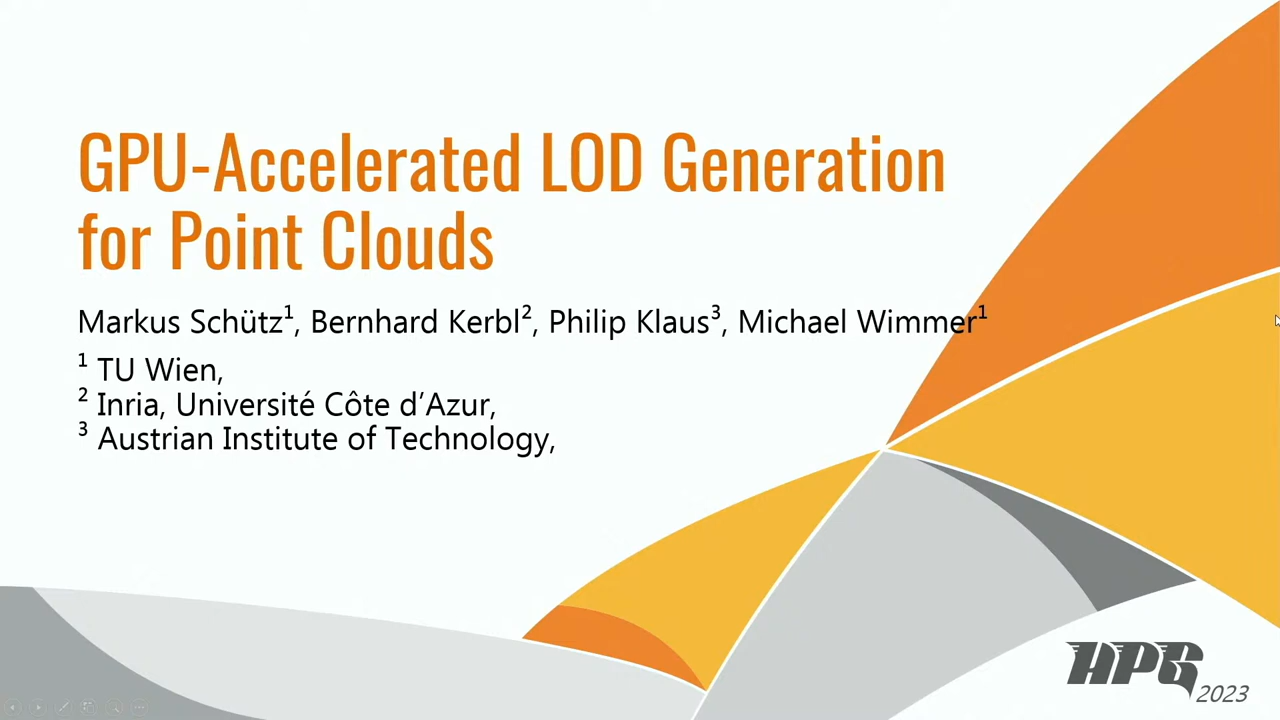 GPU-Accelerated LOD Generation
for Point Clouds
Markus Schütz¹, Bernhard Kerbl², Philip Klaus³, Michael Wimmer¹
¹ TU Wien,
² Inria, Université Côte d’Azur,
³ Austrian Institute of Technology,
HPG
2023